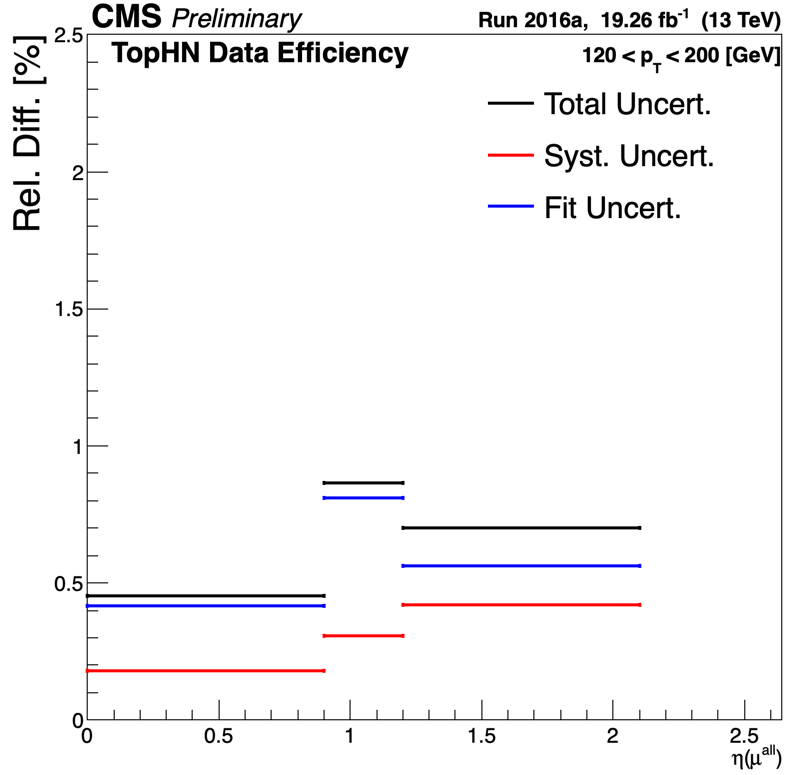 CMS Preliminary Run 2016a, 19.26 fb⁻¹ (13 TeV)
TopHN Data Efficiency 120 < p_T < 200 [GeV]
Rel. Diff. [%]
Total Uncert.
Syst. Uncert.
Fit Uncert.
2.5
2
1.5
1
0.5
0
0 0.5 1 1.5 2 2.5
η(μ^all)